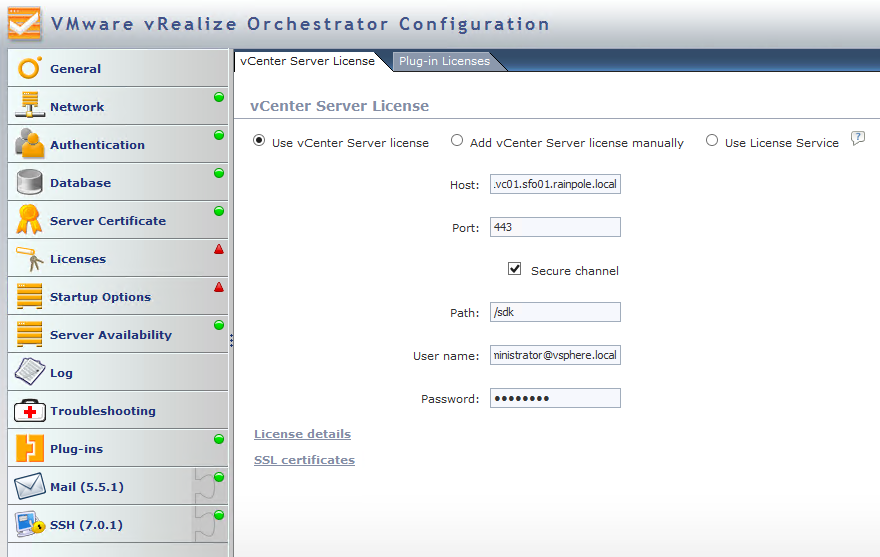 VMware vRealize Orchestrator Configuration
General
Network
Authentication
Database
Server Certificate
Licenses
Startup Options
Server Availability
Log
Troubleshooting
Plug-ins
Mail (5.5.1)
SSH (7.0.1)
vCenter Server License
Plug-in Licenses
vCenter Server License
Use vCenter Server license
Add vCenter Server license manually
Use License Service
?
Host: .vc01.sfo01.rainpole.local
Port: 443
Secure channel
Path: /sdk
User name: ministrator@vsphere.local
Password: ••••••••
License details
SSL certificates